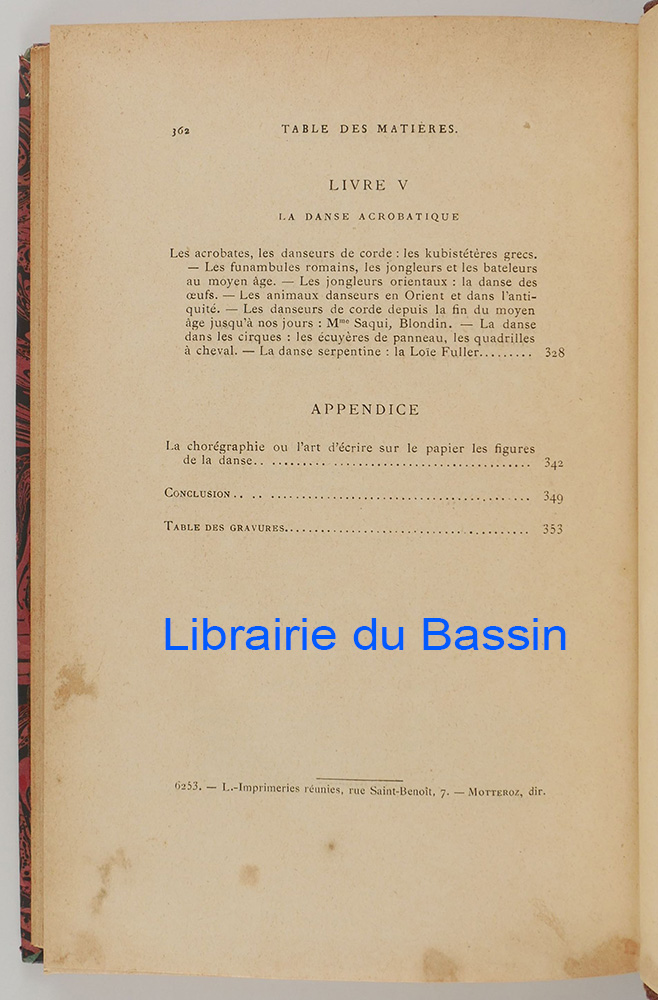 362 TABLE DES MATIÈRES.
LIVRE V
LA DANSE ACROBATIQUE
Les acrobates, les danseurs de corde : les kubistétères grecs.
— Les funambules romains, les jongleurs et les bateleurs
au moyen âge. — Les jongleurs orientaux : la danse des
œufs. — Les animaux danseurs en Orient et dans l'anti-
quité. — Les danseurs de corde depuis la fin du moyen
âge jusqu'à nos jours : Mme Saqui, Blondin. — La danse
dans les cirques : les écuyères de panneau, les quadrilles
à cheval. — La danse serpentine : la Loïe Fuller......... 328
APPENDICE
La chorégraphie ou l'art d'écrire sur le papier les figures
de la danse.. ......... ................................. 342
CONCLUSION.. .. ........................................... 349
TABLE DES GRAVURES......................................... 353
Librairie du Bassin
6253. — L.-Imprimeries réunies, rue Saint-Benoît, 7. — MOTTEROZ, dir.